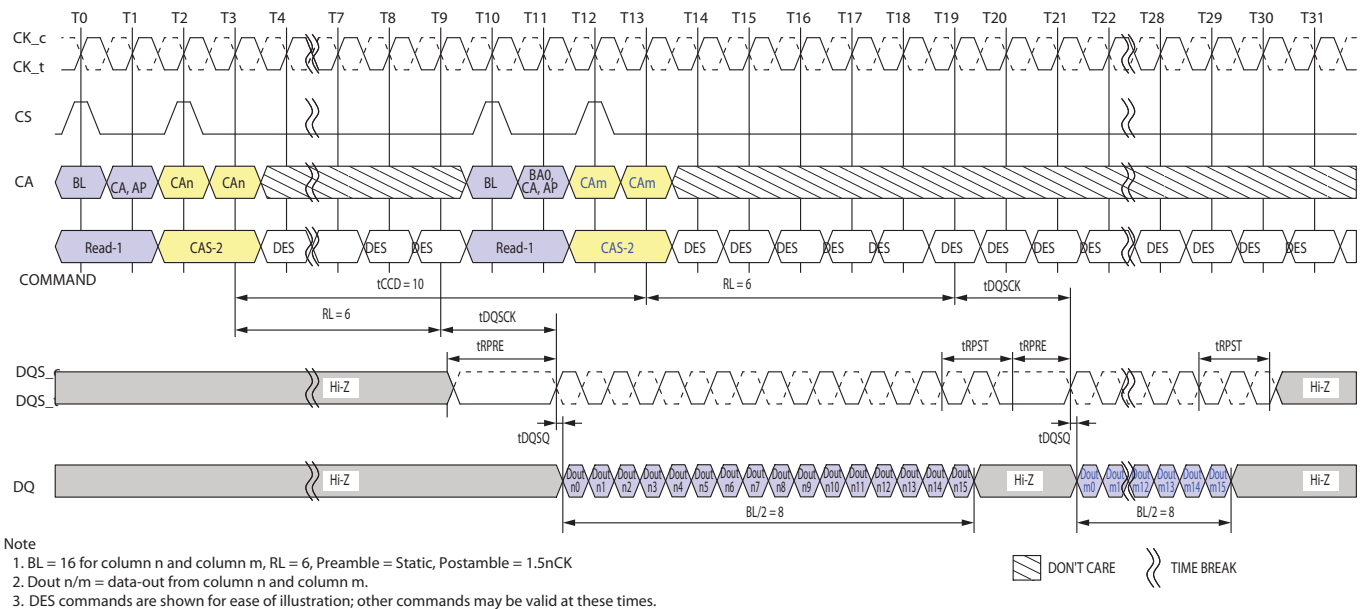 T0 T1 T2 T3 T4 T7 T8 T9 T10 T11 T12 T13 T14 T15 T16 T17 T18 T19 T20 T21 T22 T28 T29 T30 T31
CK_c
CK_t
CS
CA BL CA, AP CAn CAn BL BA0, CA, AP CAm CAm
Read-1 CAS-2 DES DES DES DES Read-1 CAS-2 DES DES DES DES DES DES DES DES DES DES DES DES DES
COMMAND
tCCD = 10 RL = 6 tDQSCK
RL = 6 tDQSCK
tRPRE tRPST tRPRE tRPST
DQS_c Hi-Z Hi-Z
DQS_t
tDQSQ tDQSQ
DQ Hi-Z Dout n0 Dout n1 Dout n2 Dout n3 Dout n4 Dout n5 Dout n6 Dout n7 Dout n8 Dout n9 Dout n10 Dout n11 Dout n12 Dout n13 Dout n14 Dout n15 Hi-Z Dout m0 Dout m1 Dout m12 Dout m13 Dout m14 Dout m15 Hi-Z
BL/2 = 8 BL/2 = 8
Note
1. BL = 16 for column n and column m, RL = 6, Preamble = Static, Postamble = 1.5nCK
2. Dout n/m = data-out from column n and column m.
3. DES commands are shown for ease of illustration; other commands may be valid at these times.
DON'T CARE TIME BREAK